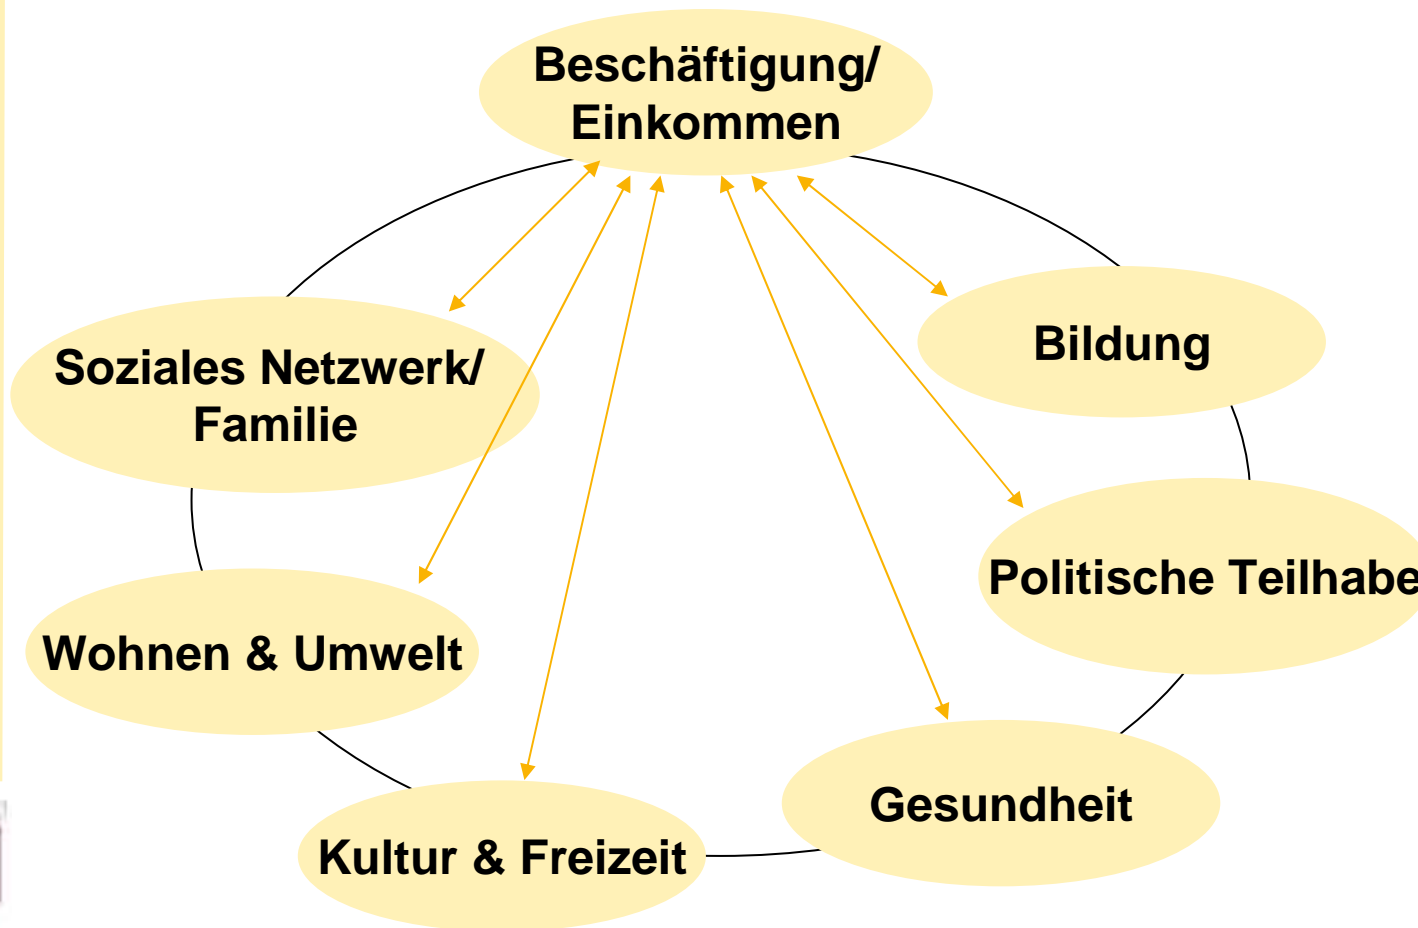 Beschäftigung/
Einkommen
Bildung
Soziales Netzwerk/
Familie
Politische Teilhabe
Wohnen & Umwelt
Gesundheit
Kultur & Freizeit